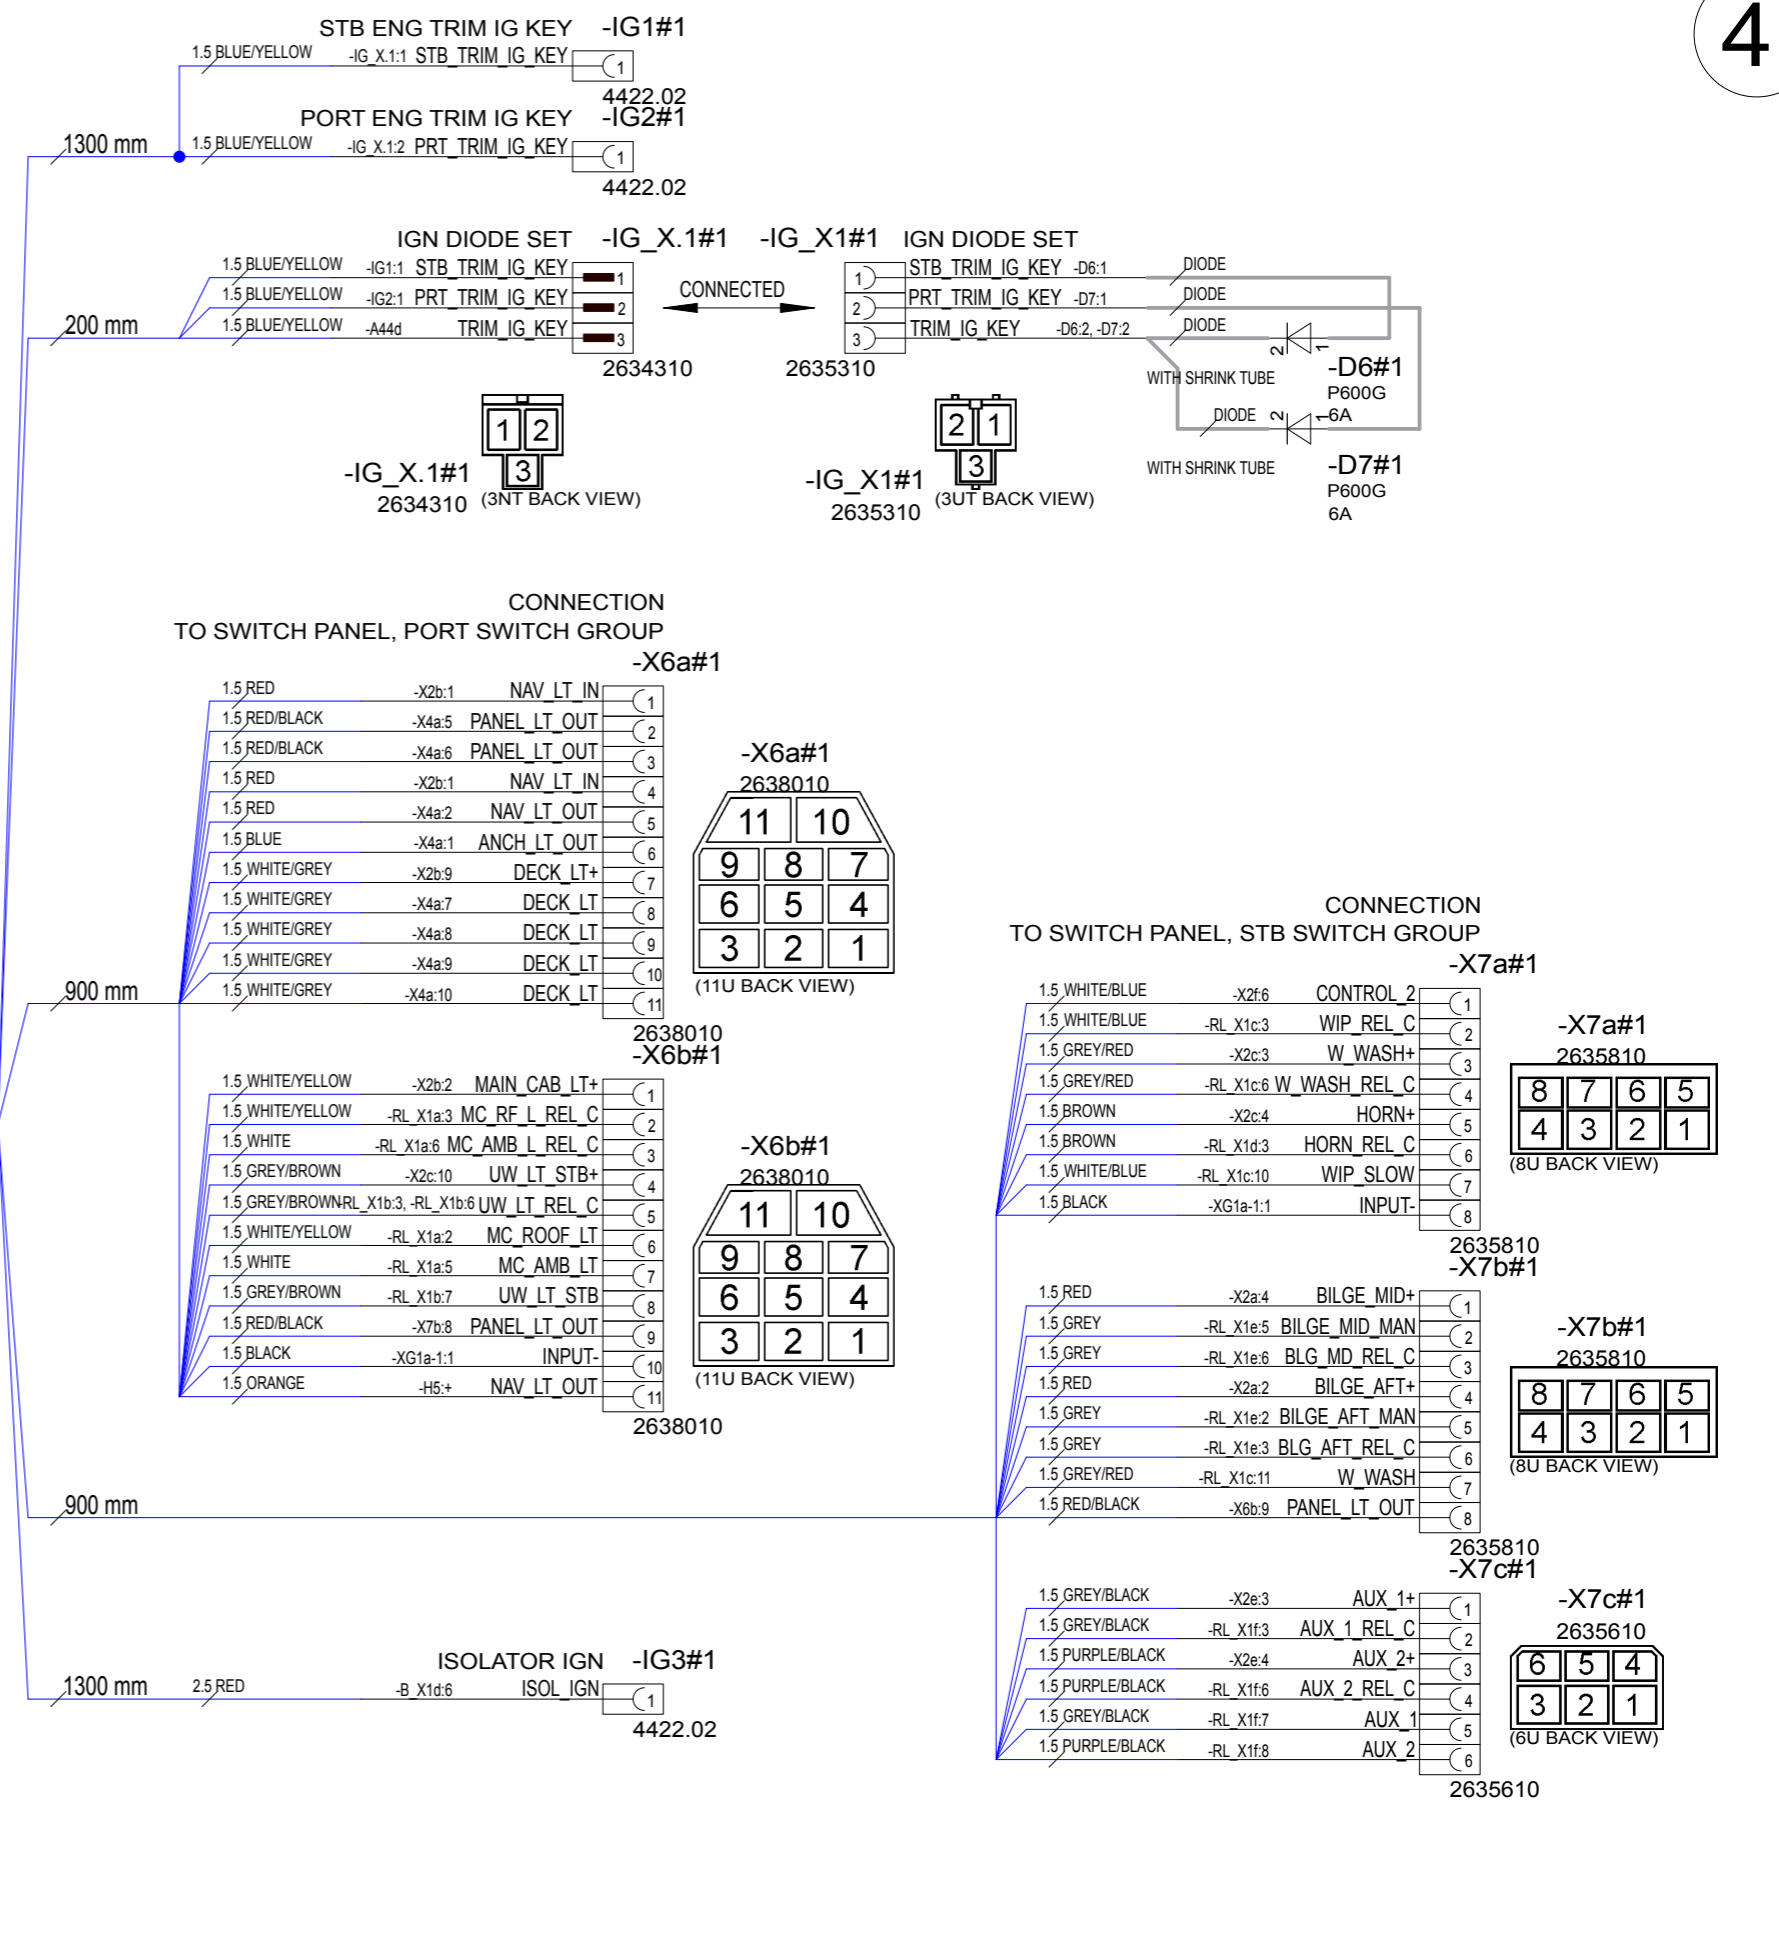 4
STB ENG TRIM IG KEY -IG1#1
1.5 BLUE/YELLOW -IG_X.1:1 STB_TRIM_IG_KEY 1
4422.02
PORT ENG TRIM IG KEY -IG2#1
1300 mm 1.5 BLUE/YELLOW -IG_X.1:2 PRT_TRIM_IG_KEY 1
4422.02
IGN DIODE SET -IG_X.1#1 -IG_X1#1 IGN DIODE SET
1.5 BLUE/YELLOW -IG1:1 STB_TRIM_IG_KEY 1 1 STB_TRIM_IG_KEY -D6:1 DIODE
1.5 BLUE/YELLOW -IG2:1 PRT_TRIM_IG_KEY 2 CONNECTED 2 PRT_TRIM_IG_KEY -D7:1 DIODE
200 mm 1.5 BLUE/YELLOW -A44d TRIM_IG_KEY 3 3 TRIM_IG_KEY -D6:2, -D7:2 DIODE
2634310 2635310 2 1 -D6#1
WITH SHRINK TUBE P600G
6A
DIODE 2 1
WITH SHRINK TUBE -D7#1
P600G
6A
1 2
3
-IG_X.1#1
2634310 (3NT BACK VIEW)
2 1
3
-IG_X1#1
2635310 (3UT BACK VIEW)
CONNECTION
TO SWITCH PANEL, PORT SWITCH GROUP
-X6a#1
1.5 RED -X2b:1 NAV_LT_IN 1
1.5 RED/BLACK -X4a:5 PANEL_LT_OUT 2
1.5 RED/BLACK -X4a:6 PANEL_LT_OUT 3
1.5 RED -X2b:1 NAV_LT_IN 4
1.5 RED -X4a:2 NAV_LT_OUT 5
1.5 BLUE -X4a:1 ANCH_LT_OUT 6
1.5 WHITE/GREY -X2b:9 DECK_LT+ 7
1.5 WHITE/GREY -X4a:7 DECK_LT 8
1.5 WHITE/GREY -X4a:8 DECK_LT 9
1.5 WHITE/GREY -X4a:9 DECK_LT 10
900 mm 1.5 WHITE/GREY -X4a:10 DECK_LT 11
2638010
-X6a#1
2638010
11 10
9 8 7
6 5 4
3 2 1
(11U BACK VIEW)
-X6b#1
1.5 WHITE/YELLOW -X2b:2 MAIN_CAB_LT+ 1
1.5 WHITE/YELLOW -RL_X1a:3 MC_RF_L_REL_C 2
1.5 WHITE -RL_X1a:6 MC_AMB_L_REL_C 3
1.5 GREY/BROWN -X2c:10 UW_LT_STB+ 4
1.5 GREY/BROWN -RL_X1b:3, -RL_X1b:6 UW_LT_REL_C 5
1.5 WHITE/YELLOW -RL_X1a:2 MC_ROOF_LT 6
1.5 WHITE -RL_X1a:5 MC_AMB_LT 7
1.5 GREY/BROWN -RL_X1b:7 UW_LT_STB 8
1.5 RED/BLACK -X7b:8 PANEL_LT_OUT 9
1.5 BLACK -XG1a-1:1 INPUT- 10
1.5 ORANGE -H5:+ NAV_LT_OUT 11
2638010
-X6b#1
2638010
11 10
9 8 7
6 5 4
3 2 1
(11U BACK VIEW)
CONNECTION
TO SWITCH PANEL, STB SWITCH GROUP
-X7a#1
1.5 WHITE/BLUE -X2f:6 CONTROL_2 1
1.5 WHITE/BLUE -RL_X1c:3 WIP_REL_C 2
1.5 GREY/RED -X2c:3 W_WASH+ 3
1.5 GREY/RED -RL_X1c:6 W_WASH_REL_C 4
1.5 BROWN -X2c:4 HORN+ 5
1.5 BROWN -RL_X1d:3 HORN_REL_C 6
1.5 WHITE/BLUE -RL_X1c:10 WIP_SLOW 7
1.5 BLACK -XG1a-1:1 INPUT- 8
2635810
-X7a#1
2635810
8 7 6 5
4 3 2 1
(8U BACK VIEW)
-X7b#1
1.5 RED -X2a:4 BILGE_MID+ 1
1.5 GREY -RL_X1e:5 BILGE_MID_MAN 2
1.5 GREY -RL_X1e:6 BLG_MD_REL_C 3
1.5 RED -X2a:2 BILGE_AFT+ 4
1.5 GREY -RL_X1e:2 BILGE_AFT_MAN 5
1.5 GREY -RL_X1e:3 BLG_AFT_REL_C 6
1.5 GREY/RED -RL_X1c:11 W_WASH 7
900 mm 1.5 RED/BLACK -X6b:9 PANEL_LT_OUT 8
2635810
-X7b#1
2635810
8 7 6 5
4 3 2 1
(8U BACK VIEW)
-X7c#1
1.5 GREY/BLACK -X2e:3 AUX_1+ 1
1.5 GREY/BLACK -RL_X1f:3 AUX_1_REL_C 2
1.5 PURPLE/BLACK -X2e:4 AUX_2+ 3
1.5 PURPLE/BLACK -RL_X1f:6 AUX_2_REL_C 4
1.5 GREY/BLACK -RL_X1f:7 AUX_1 5
1.5 PURPLE/BLACK -RL_X1f:8 AUX_2 6
2635610
-X7c#1
2635610
6 5 4
3 2 1
(6U BACK VIEW)
ISOLATOR IGN -IG3#1
1300 mm 2.5 RED -B_X1d:6 ISOL_IGN 1
4422.02